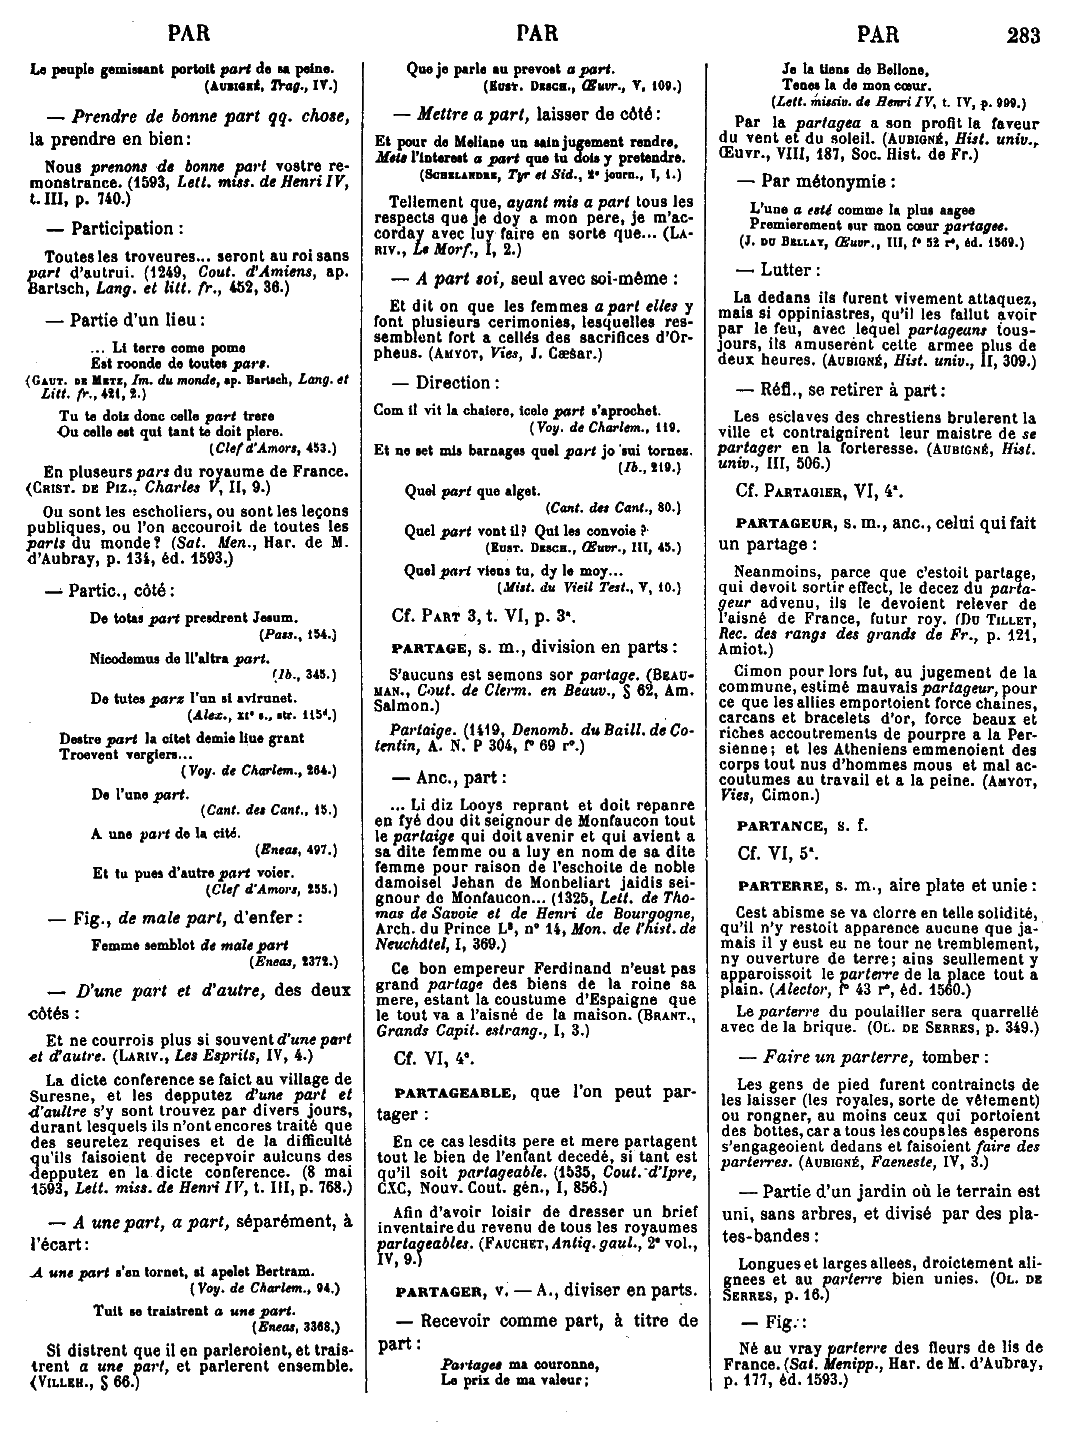 PAR
PAR
PAR
283
Le peuple gemissant portoit part de sa peine.
(AUBIGNÉ, Trag., IV.)
— Prendre de bonne part qq. chose,
la prendre en bien:
Nous prenons de bonne part vostre re-
monstrance. (1593, Lett. miss. de Henri IV,
t. III, p. 740.)
— Participation :
Toutes les troveures... seront au roi sans
part d'autrui. (1249, Cout. d'Amiens, ap.
Bartsch, Lang. et litt. fr., 452, 36.)
— Partie d'un lieu :
... Li terre come pome
Est roonde de toutes pars.
(GAUT. DE METZ, Im. du monde, ap. Bartsch, Lang. et
Litt. fr., 421, 2.)
Tu te doiz donc celle part trere
Ou celle est qui tant te doit plere.
(Clef d'Amors, 453.)
En pluseurs pars du royaume de France.
(CRIST. DE PIZ., Charles V, II, 9.)
Ou sont les escholiers, ou sont les leçons
publiques, ou l'on accouroit de toutes les
parts du monde? (Sat. Men., Har. de M.
d'Aubray, p. 134, éd. 1593.)
— Partic., côté :
De totas part presdrent Jesum.
(Pass., 154.)
Nicodemus de ll'altra part.
(Ib., 345.)
De tutes parz l'un si avirunet.
(Alex., XIe s., str. 115d.)
Destre part la citet demie liue grant
Troevent vergiers...
(Voy. de Charlem., 264.)
De l'une part.
(Cant. des Cant., 15.)
A une part de la cité.
(Eneas, 497.)
Et tu pues d'autre part voier.
(Clef d'Amors, 255.)
— Fig., de male part, d'enfer :
Femme semblot de male part
(Eneas, 2372.)
— D'une part et d'autre, des deux
côtés :
Et ne courrois plus si souvent d'une part
et d'autre. (LARIV., Les Esprits, IV, 4.)
La dicte conference se faict au village de
Suresne, et les depputez d'une part et
d'aultre s'y sont trouvez par divers jours,
durant lesquels ils n'ont encores traité que
des seuretez requises et de la difficulté
qu'ils faisoient de recepvoir aulcuns des
depputez en la dicte conference. (8 mai
1593, Lett. miss. de Henri IV, t. III, p. 768.)
— A une part, a part, séparément, à
l'écart :
A une part s'en tornet, si apelet Bertram.
(Voy. de Charlem., 94.)
Tuit se traistrent a une part.
(Eneas, 3368.)
Si distrent que il en parleroient, et trais-
trent a une part, et parlerent ensemble.
(VILLEH., § 66.)
Que je parle au prevost a part.
(EUST. DESCH., Œuvr., V, 109.)
— Mettre a part, laisser de côté :
Et pour de Meliane un sain jugement rendre,
Mets l'interest a part que tu dois y pretendre.
(SCHELANDRE, Tyr et Sid., 2e journ., I, 1.)
Tellement que, ayant mis a part tous les
respects que je doy a mon pere, je m'ac-
corday avec luy faire en sorte que... (LA-
RIV., Le Morf., I, 2.)
— A part soi, seul avec soi-même :
Et dit on que les femmes a part elles y
font plusieurs cerimonies, lesquelles res-
semblent fort a cellés des sacrifices d'Or-
pheus. (AMYOT, Vies, J. Cæsar.)
— Direction :
Com il vit la chaiere, icele part s'aprochet.
(Voy. de Charlem., 119.
Et ne set mis barnages quel part jo sui tornez.
(Ib., 219.)
Quel part que alget.
(Cant. des Cant., 80.)
Quel part vont il? Qui les convoie ?
(EUST. DESCH., Œuvr., III, 45.)
Quel part viens tu, dy le moy...
(Mist. du Vieil Test., V, 10.)
Cf. PART 3, t. VI, p. 3a.
PARTAGE, s. m., division en parts :
S'aucuns est semons sor partage. (BEAU-
MAN., Cout. de Clerm. en Beauv., § 62, Am.
Salmon.)
Partaige. (1419, Denomb. du Baill. de Co-
tentin, A. N. P 304, f° 69 r°.)
— Anc., part :
... Li diz Looys reprant et doit repanre
en fyé dou dit seignour de Monfaucon tout
le partaige qui doit avenir et qui avient a
sa dite femme ou a luy en nom de sa dite
femme pour raison de l'eschoite de noble
damoisel Jehan de Monbeliart jaidis sei-
gnour de Monfaucon... (1325, Lett. de Tho-
mas de Savoie et de Henri de Bourgogne,
Arch. du Prince L8, n° 14, Mon. de l'hist. de
Neuchâtel, I, 369.)
Ce bon empereur Ferdinand n'eust pas
grand partage des biens de la roine sa
mere, estant la coustume d'Espaigne que
le tout va a l'aisné de la maison. (BRANT.,
Grands Capit. estrang., I, 3.)
Cf. VI, 4c.
PARTAGEABLE, que l'on peut par-
tager :
En ce cas lesdits pere et mere partagent
tout le bien de l'enfant decedé, si tant est
qu'il soit partageable. (1535, Cout. d'Ipre,
CXC, Nouv. Cout. gén., I, 856.)
Afin d'avoir loisir de dresser un brief
inventaire du revenu de tous les royaumes
partageables. (FAUCHET, Antiq. gaul., 2e vol.,
IV, 9.)
PARTAGER, v. — A., diviser en parts.
— Recevoir comme part, à titre de
part :
Partages ma couronne,
Le prix de ma valeur;
Je la tiens de Bellone,
Tenes la de mon cœur.
(Lett. missiv. de Henri IV, t. IV, p. 999.)
Par la partagea a son profit la faveur
du vent et du soleil. (AUBIGNÉ, Hist. univ.,
Œuvr., VIII, 187, Soc. Hist. de Fr.)
— Par métonymie :
L'une a esté comme la plus aagee
Premierement sur mon cœur partagee.
(J. DU BELLAY, Œuvr., III, f° 52 r°, éd. 1569.)
— Lutter :
La dedans ils furent vivement attaquez,
mais si oppiniastres, qu'il les fallut avoir
par le feu, avec lequel partageans tous-
jours, ils amuserent cette armee plus de
deux heures. (AUBIGNÉ, Hist. univ., II, 309.)
— Réfl., se retirer à part :
Les esclaves des chrestiens brulerent la
ville et contraignirent leur maistre de se
partager en la forteresse. (AUBIGNÉ, Hist.
univ., III, 506.)
Cf. PARTAGIER, VI, 4a.
PARTAGEUR, s. m., anc., celui qui fait
un partage :
Neanmoins, parce que c'estoit partage,
qui devoit sortir effect, le decez du parta-
geur advenu, ils le devoient relever de
l'aisné de France, futur roy. (DU TILLET,
Rec. des rangs des grands de Fr., p. 121,
Amiot.)
Cimon pour lors fut, au jugement de la
commune, estimé mauvais partageur, pour
ce que les allies emportoient force chaines,
carcans et bracelets d'or, force beaux et
riches accoutrements de pourpre a la Per-
sienne; et les Atheniens emmenoient des
corps tout nus d'hommes mous et mal ac-
coutumes au travail et a la peine. (AMYOT,
Vies, Cimon.)
PARTANCE, s. f.
Cf. VI, 5a.
PARTERRE, s. m., aire plate et unie :
Cest abisme se va clorre en telle solidité,
qu'il n'y restoit apparence aucune que ja-
mais il y eust eu ne tour ne tremblement,
ny ouverture de terre; ains seullement y
apparoissoit le parterre de la place tout a
plain. (Alector, f° 43 r°, éd. 1560.)
Le parterre du poulailier sera quarrellé
avec de la brique. (OL. DE SERRES, p. 349.)
— Faire un parterre, tomber :
Les gens de pied furent contraincts de
les laisser (les royales, sorte de vêtement)
ou rongner, au moins ceux qui portoient
des bottes, car a tous les coups les esperons
s'engageoient dedans et faisoient faire des
parterres. (AUBIGNÉ, Faeneste, IV, 3.)
— Partie d'un jardin où le terrain est
uni, sans arbres, et divisé par des pla-
tes-bandes :
Longues et larges allees, droictement ali-
gnees et au parterre bien unies. (OL. DE
SERRES, p. 16.)
— Fig. :
Né au vray parterre des fleurs de lis de
France. (Sat. Menipp., Har. de M. d'Aubray,
p. 177, éd. 1593.)